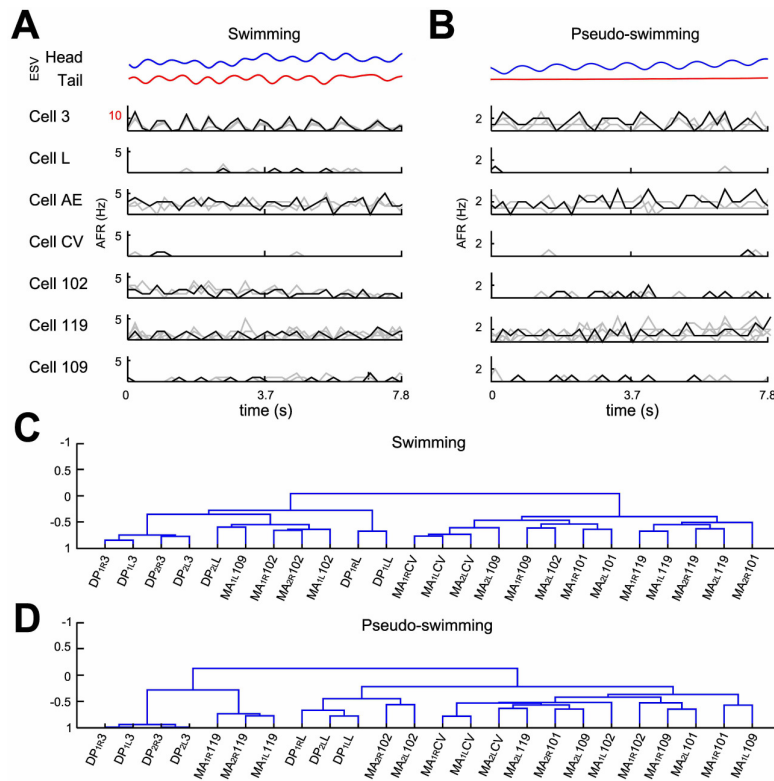 A
Swimming
ESV
Head
Tail
Cell 3
10
Cell L
5
Cell AE
5
AFR (Hz)
Cell CV
5
Cell 102
5
Cell 119
5
Cell 109
5
0 3.7 7.8
time (s)
B
Pseudo-swimming
2
2
2
AFR (Hz)
2
2
2
2
0 3.7 7.8
time (s)
C
Swimming
-1
0.5
0
-0.5
1
DP1R3 DP1L3 DP2R3 DP2L3 DP2LL MA1L109 MA1R102 MA2R102 MA1L102 DP1RL DP1LL MA1RCV MA1LCV MA2LCV MA2L109 MA1R109 MA2L102 MA1R101 MA2L101 MA1R119 MA1L119 MA2R119 MA2L119 MA2R101
D
Pseudo-swimming
-1
0.5
0
-0.5
1
DP1R3 DP1L3 DP2R3 DP2L3 MA1R119 MA2R119 MA1L119 DP1RL DP2LL DP1LL MA2R102 MA2L102 MA1RCV MA1LCV MA2LCV MA2L119 MA2R101 MA2L109 MA1L102 MA1R102 MA1R109 MA2L101 MA1R101 MA1L109